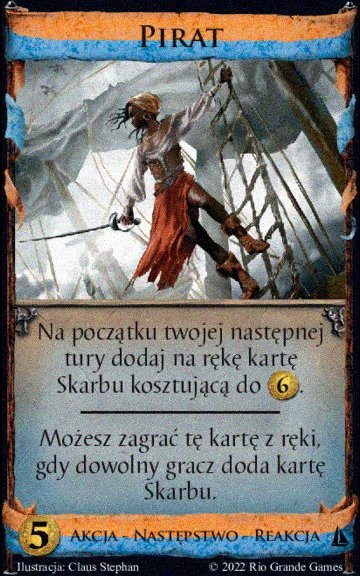 Pirat
Na początku twojej następnej
tury dodaj na rękę kartę
Skarbu kosztującą do 6.
Możesz zagrać tę kartę z ręki,
gdy dowolny gracz doda kartę
Skarbu.
5 Akcja - Następstwo - Reakcja
Ilustracja: Claus Stephan © 2022 Rio Grande Games